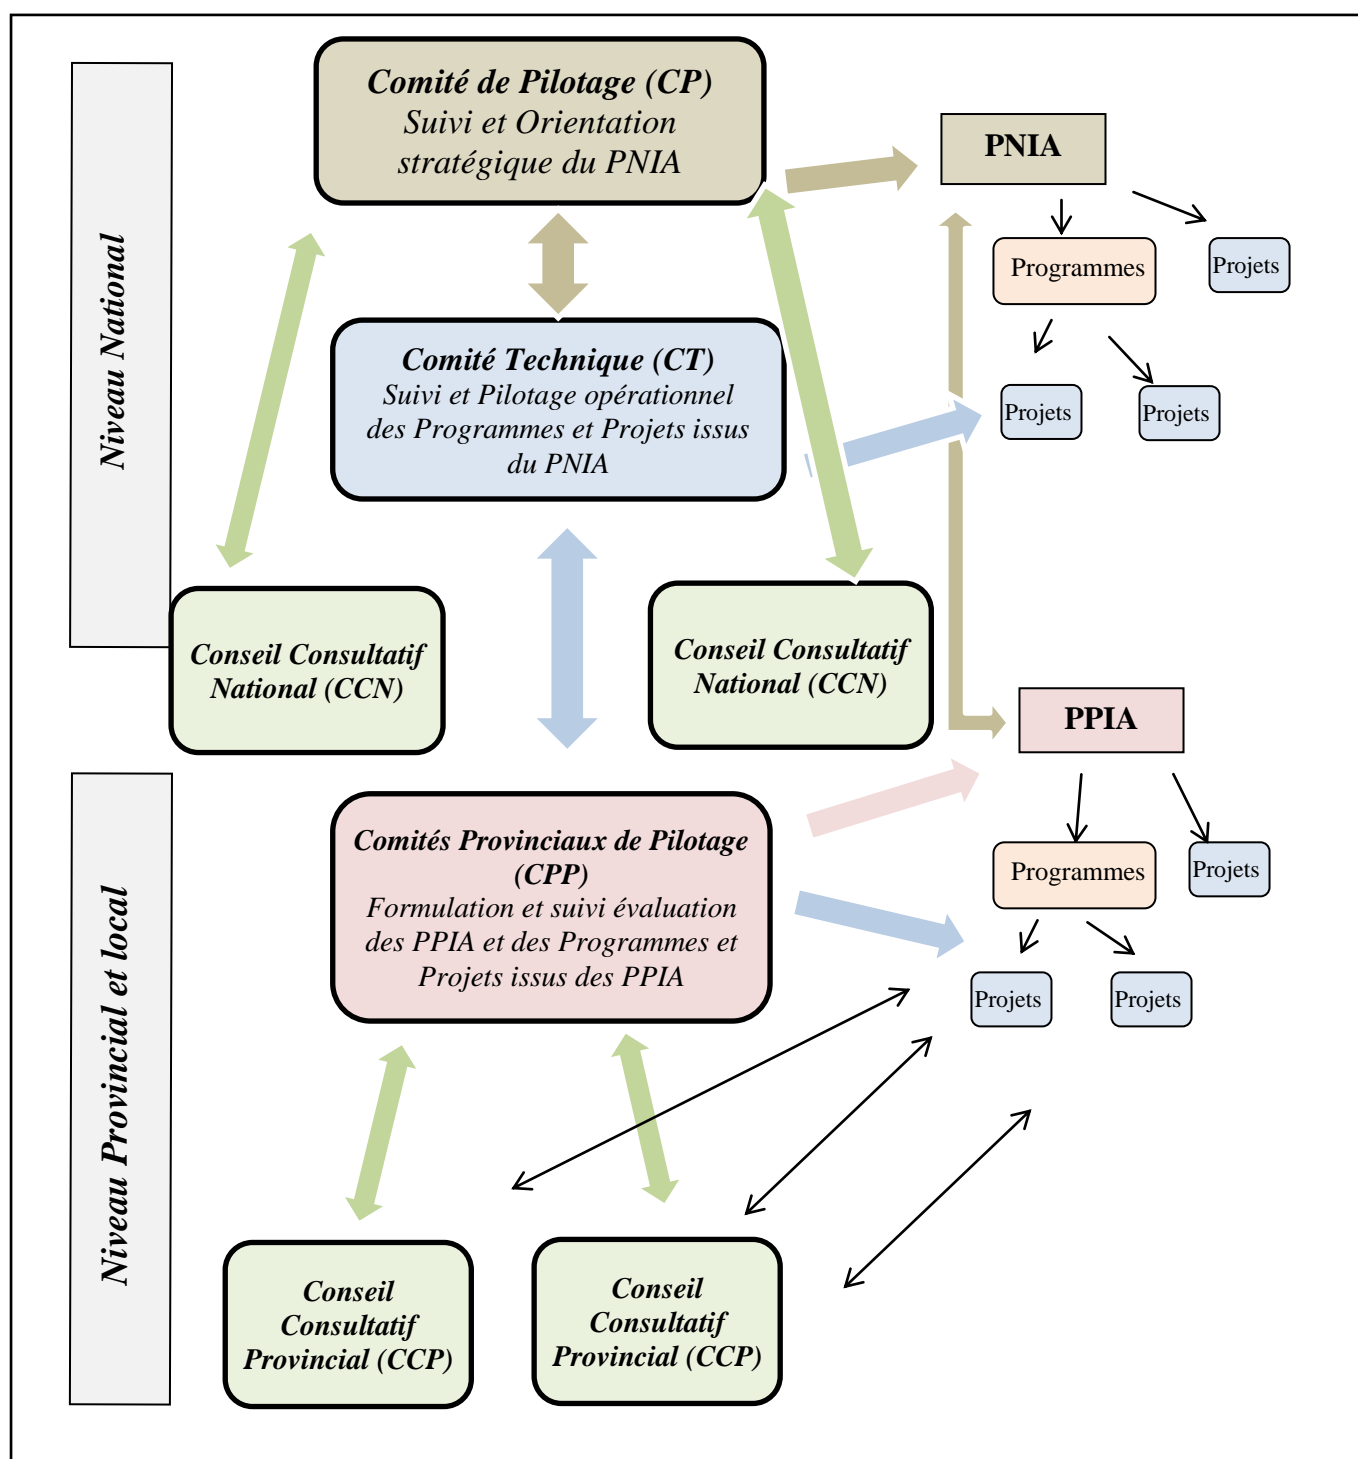 Niveau National
Comité de Pilotage (CP)
Suivi et Orientation
stratégique du PNIA
PNIA
Programmes
Projets
Comité Technique (CT)
Suivi et Pilotage opérationnel
des Programmes et Projets issus
du PNIA
Projets
Projets
Conseil Consultatif
National (CCN)
Conseil Consultatif
National (CCN)
PPIA
Niveau Provincial et local
Comités Provinciaux de Pilotage
(CPP)
Formulation et suivi évaluation
des PPIA et des Programmes et
Projets issus des PPIA
Programmes
Projets
Projets
Projets
Conseil
Consultatif
Provincial (CCP)
Conseil
Consultatif
Provincial (CCP)